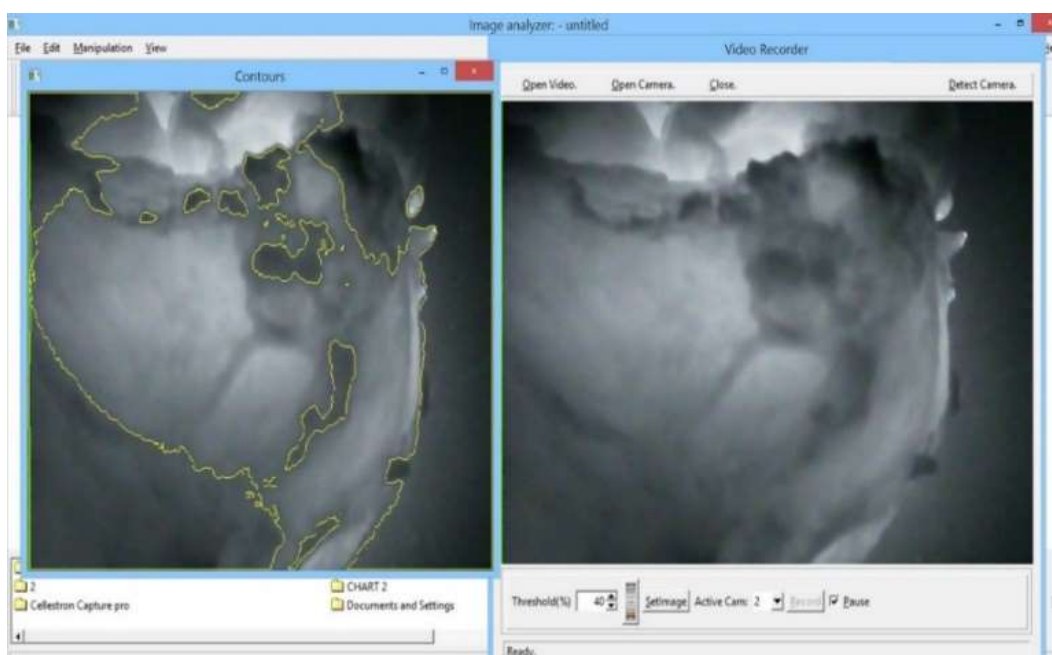 Image analyzer: - untitled
File Edit Manipulation View
Video Recorder
Contours
Open Video. Open Camera. Close. Detect Camera.
2
CHART 2
Cellestron Capture pro
Documents and Settings
Threshold(%) 40 SetImage Active Cam: 2 Record Pause
Ready.